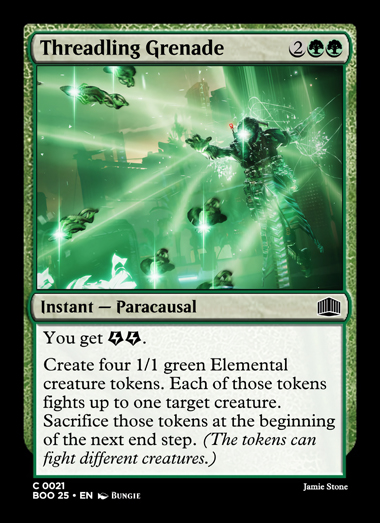 Threadling Grenade 2
Instant — Paracausal
You get.
Create four 1/1 green Elemental
creature tokens. Each of those tokens
fights up to one target creature.
Sacrifice those tokens at the beginning
of the next end step. (The tokens can
fight different creatures.)
C 0021
BOO 25 • EN Bungie
Jamie Stone